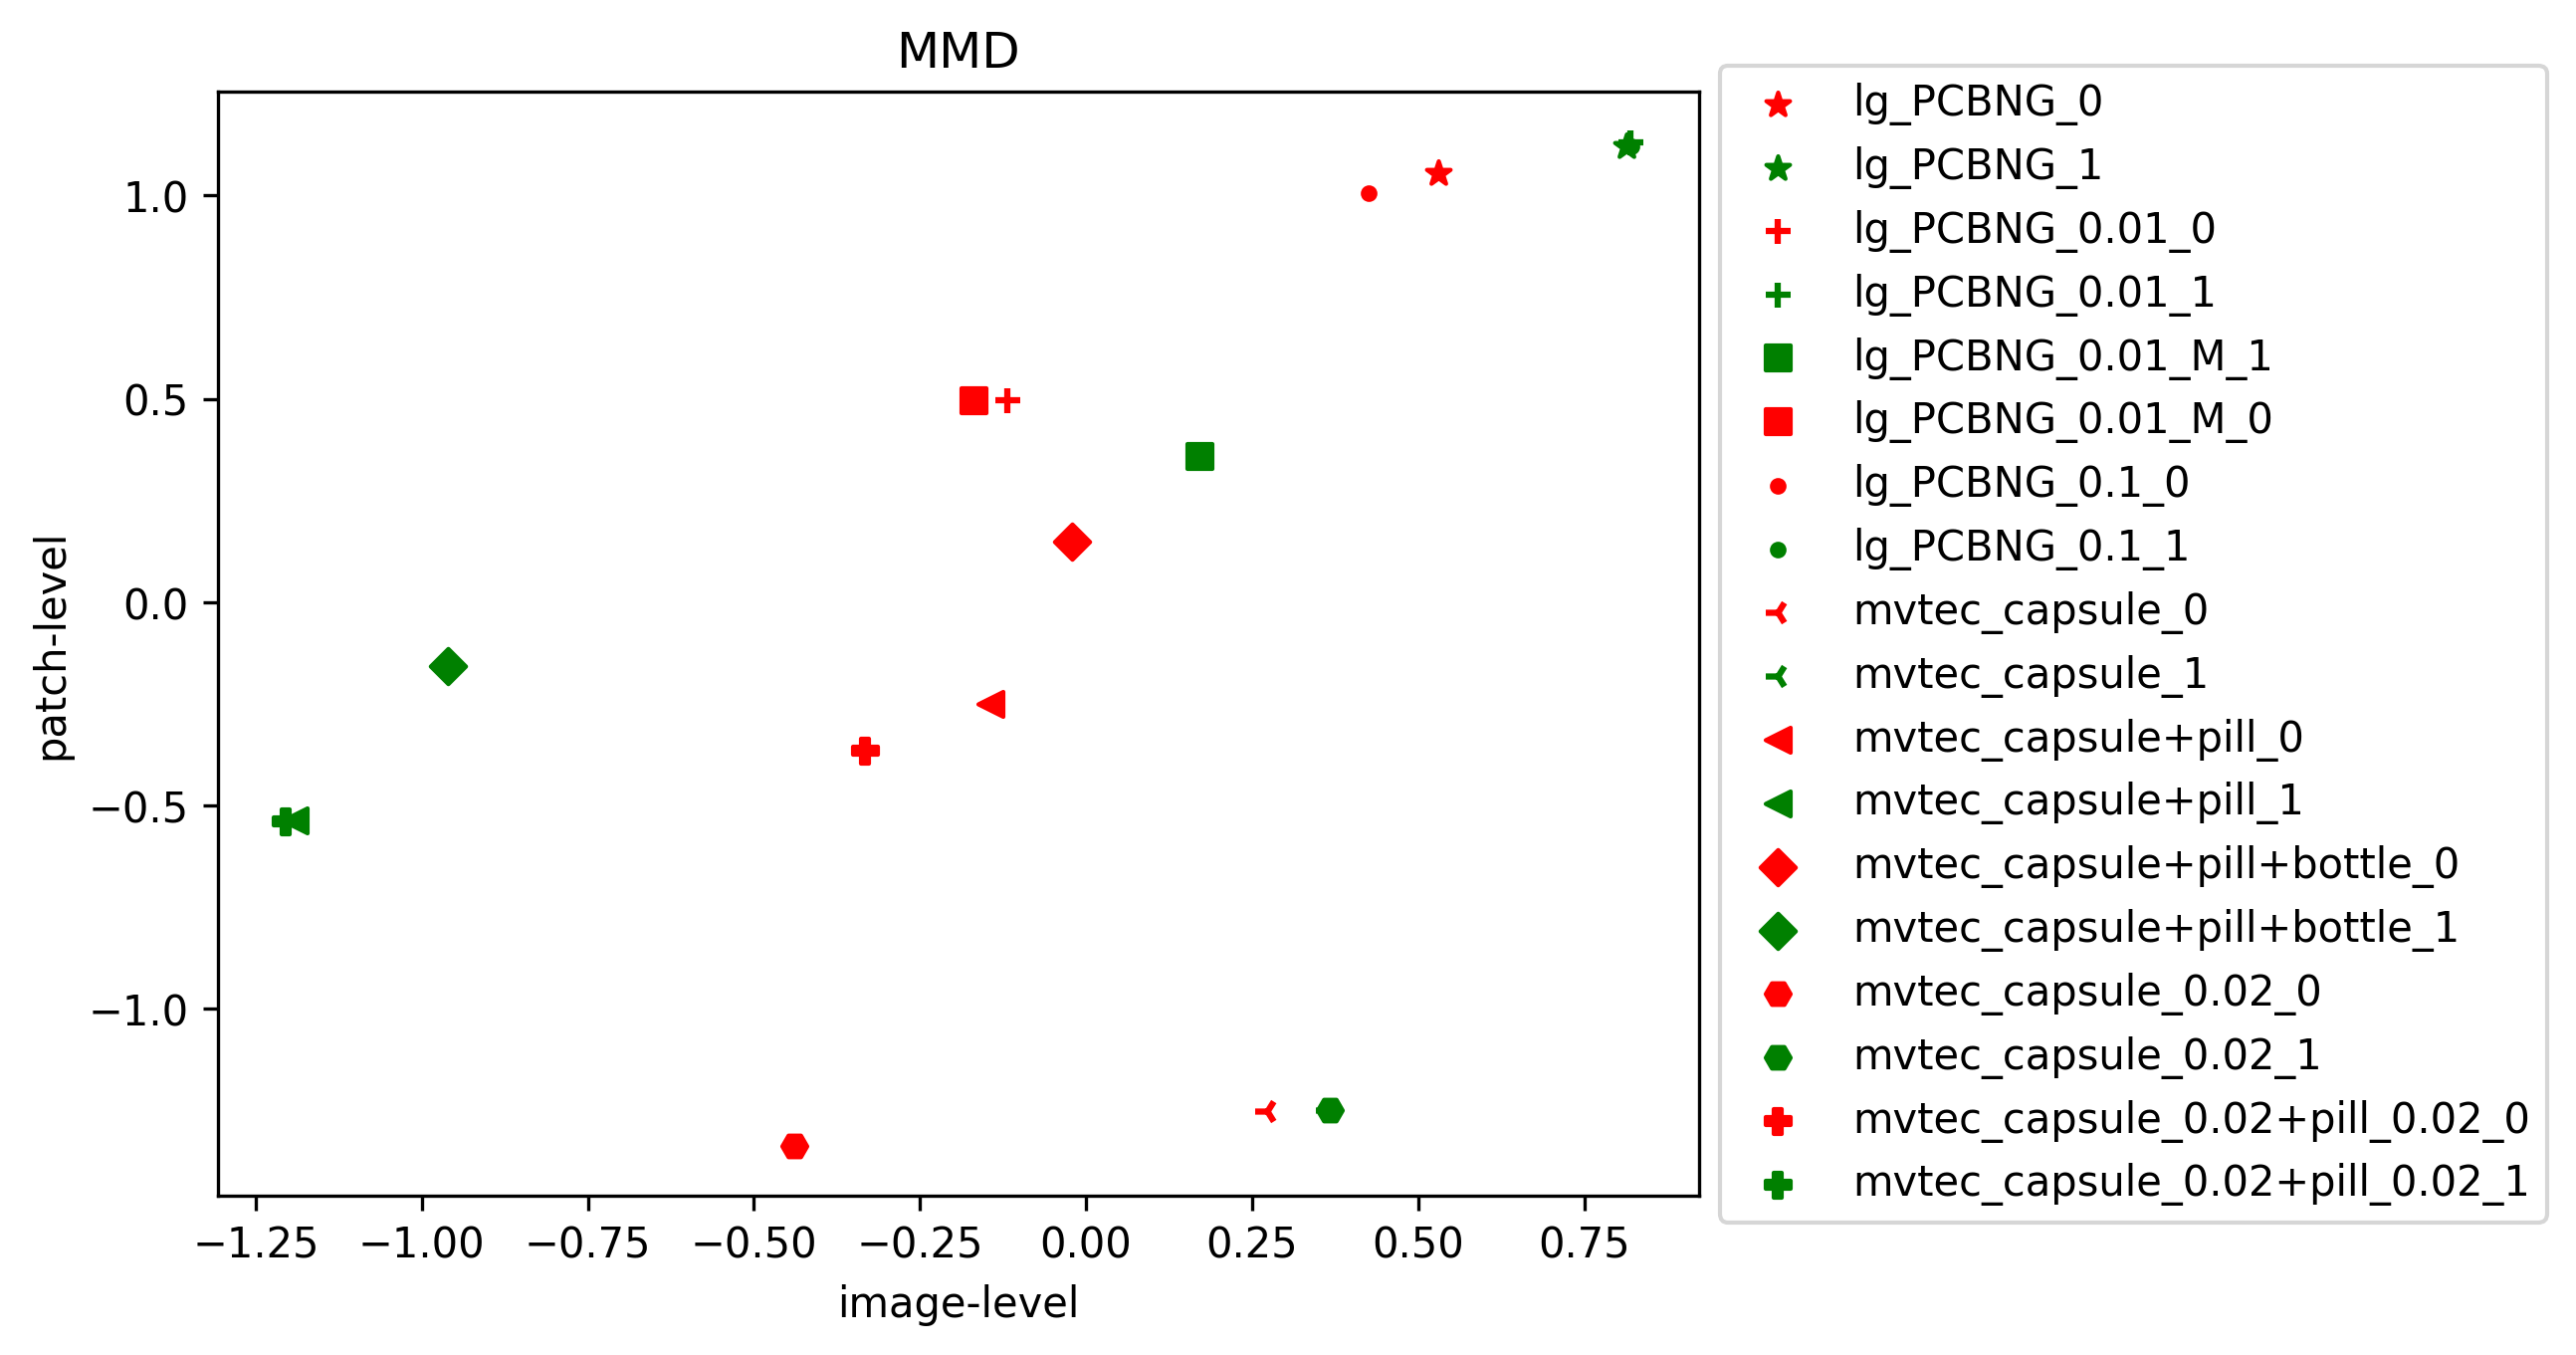 MMD
1.0
0.5
0.0
−0.5
−1.0
patch-level
−1.25 −1.00 −0.75 −0.50 −0.25 0.00 0.25 0.50 0.75
image-level
lg_PCBNG_0
lg_PCBNG_1
lg_PCBNG_0.01_0
lg_PCBNG_0.01_1
lg_PCBNG_0.01_M_1
lg_PCBNG_0.01_M_0
lg_PCBNG_0.1_0
lg_PCBNG_0.1_1
mvtec_capsule_0
mvtec_capsule_1
mvtec_capsule+pill_0
mvtec_capsule+pill_1
mvtec_capsule+pill+bottle_0
mvtec_capsule+pill+bottle_1
mvtec_capsule_0.02_0
mvtec_capsule_0.02_1
mvtec_capsule_0.02+pill_0.02_0
mvtec_capsule_0.02+pill_0.02_1